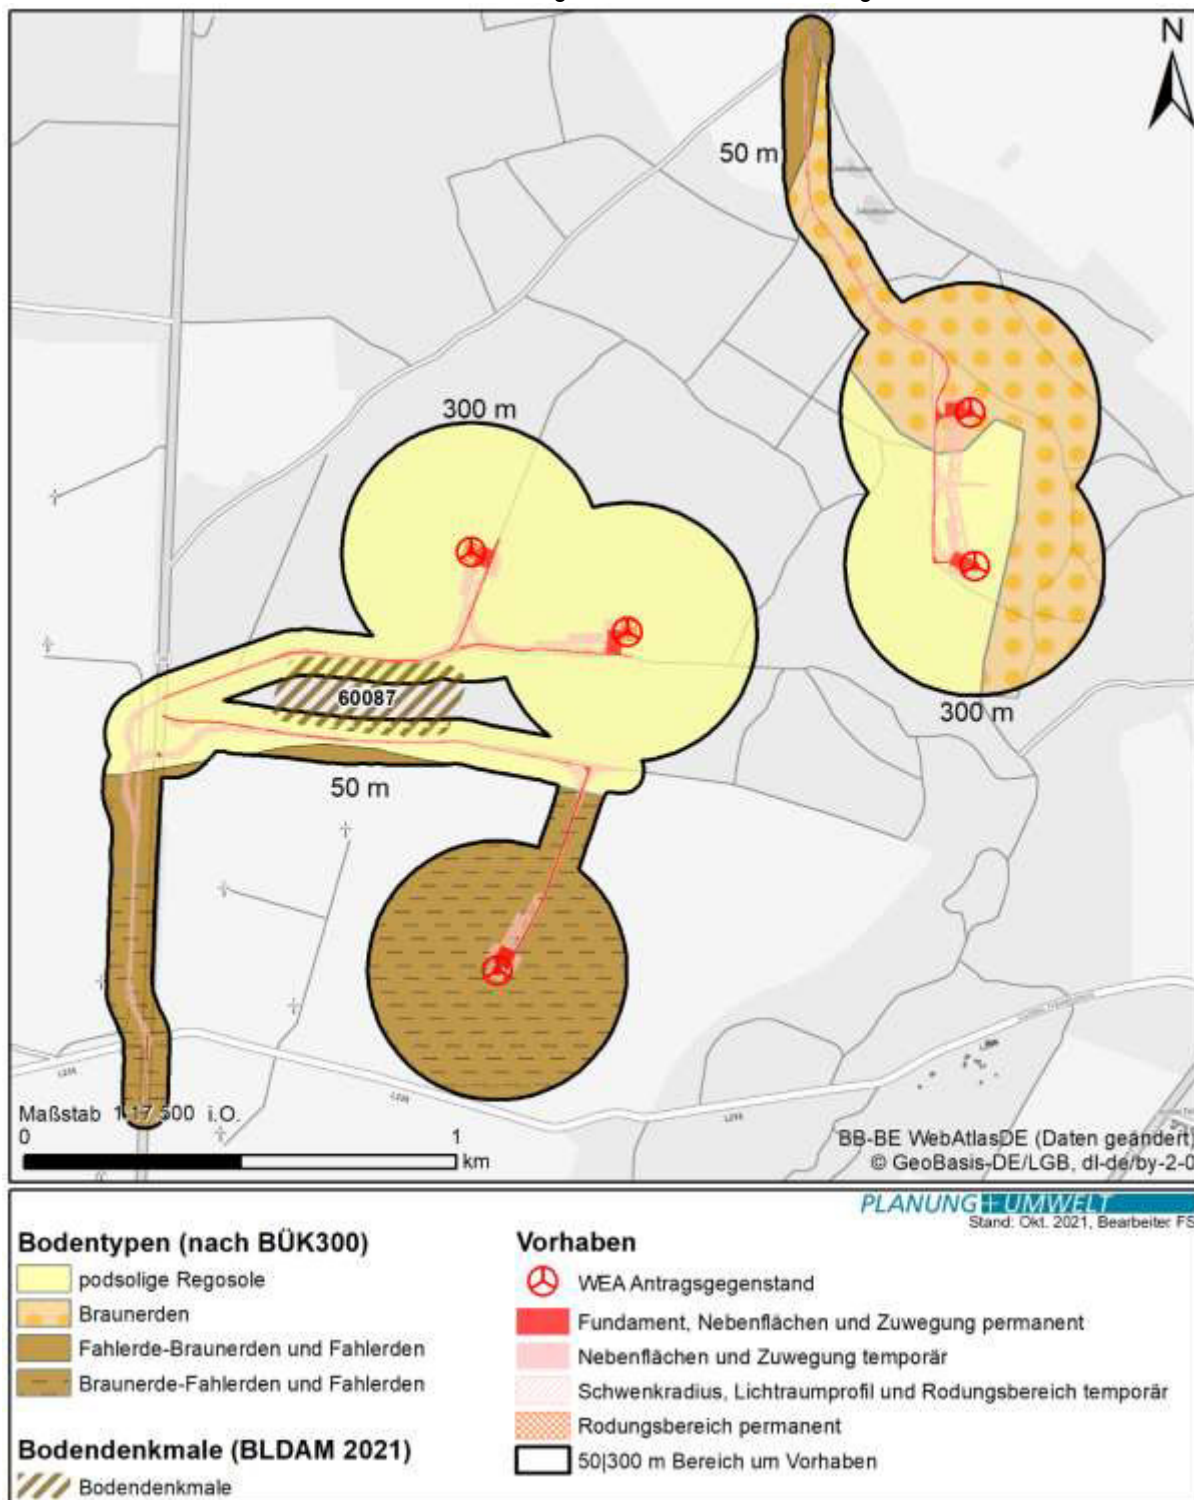 N
50 m
300 m
60087
300 m
50 m
L238
L238
L238
Maßstab 1:17.500 i.O.
0 1
km
BB-BE WebAtlasDE (Daten geändert)
© GeoBasis-DE/LGB, dl-de/by-2-0
PLANUNG+UMWELT
Stand: Okt. 2021, Bearbeiter FS
Bodentypen (nach BÜK300)
podsolige Regosole
Braunerden
Fahlerde-Braunerden und Fahlerden
Braunerde-Fahlerden und Fahlerden
Bodendenkmale (BLDAM 2021)
Bodendenkmale
Vorhaben
WEA Antragsgegenstand
Fundament, Nebenflächen und Zuwegung permanent
Nebenflächen und Zuwegung temporär
Schwenkradius, Lichtraumprofil und Rodungsbereich temporär
Rodungsbereich permanent
50|300 m Bereich um Vorhaben